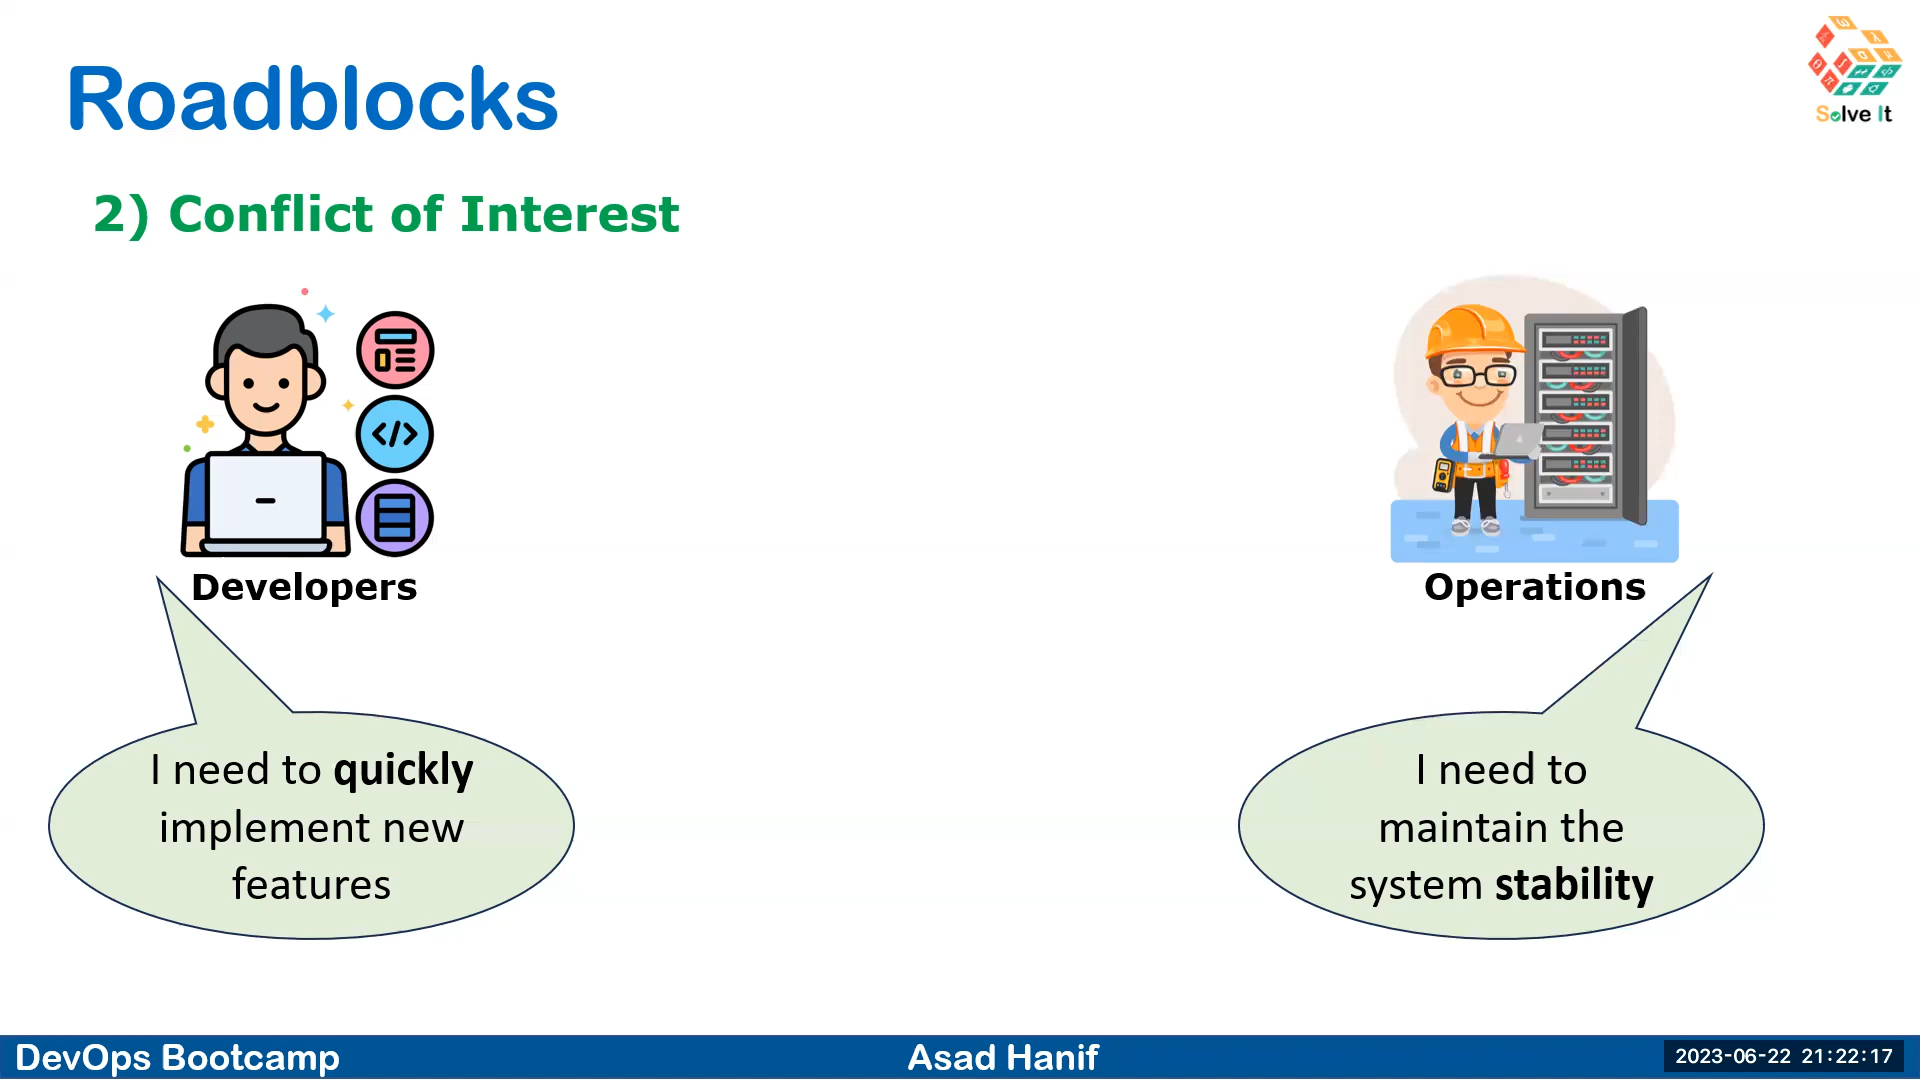 Roadblocks
Solve It
2) Conflict of Interest
Developers
Operations
I need to quickly
implement new
features
I need to
maintain the
system stability
DevOps Bootcamp
Asad Hanif
2023-06-22 21:22:17